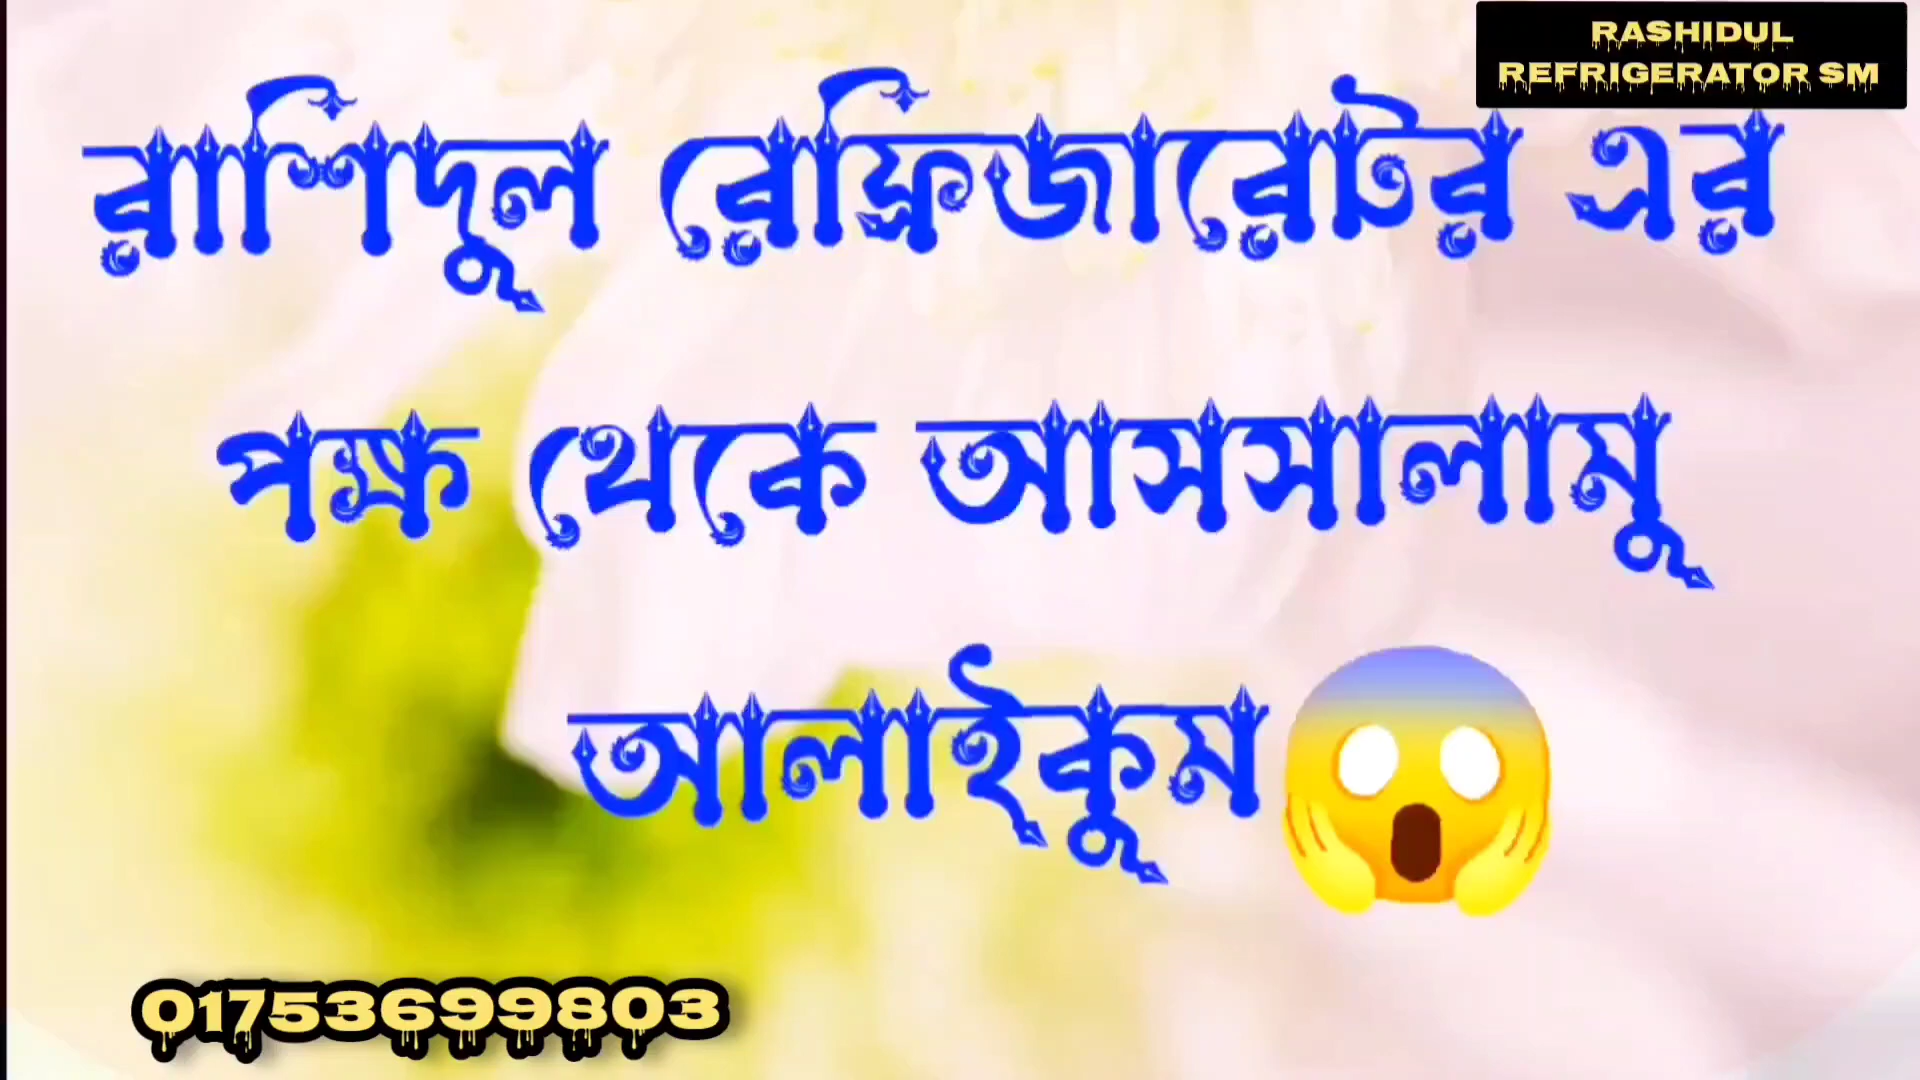 RASHIDUL
REFRIGERATOR SM
রাশিদুল রেফ্রিজারেটর এর
পক্ষ থেকে আসসালামু
আলাইকুম😱
01753699803